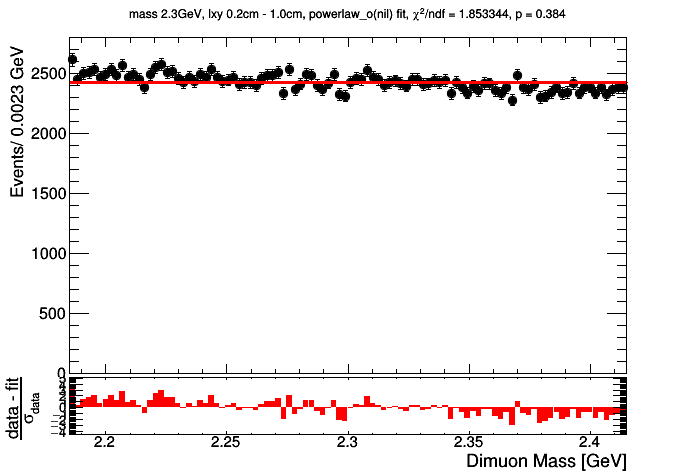 mass 2.3GeV, lxy 0.2cm - 1.0cm, powerlaw_o(nil) fit, χ²/ndf = 1.853344, p = 0.384
Events/ 0.0023 GeV
2500
2000
1500
1000
500
0
data - fit
σdata
2.2 2.25 2.3 2.35 2.4
Dimuon Mass [GeV]